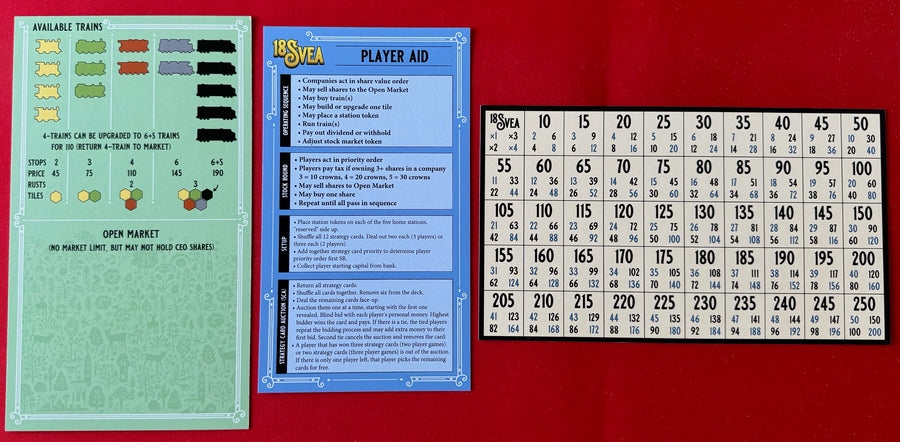 AVAILABLE TRAINS
4-TRAINS CAN BE UPGRADED TO 6+5 TRAINS
FOR 110 (RETURN 4-TRAIN TO MARKET)
STOPS 2 3 4 6 6+5
PRICE 45 75 110 145 190
RUSTS 2 3
TILES
OPEN MARKET
(NO MARKET LIMIT, BUT MAY NOT HOLD CEO SHARES)
18SVEA PLAYER AID
OPERATING SEQUENCE
• Companies act in share value order
• May sell shares to the Open Market
• May buy train(s)
• May build or upgrade one tile
• May place a station token
• Run train(s)
• Pay out dividend or withhold
• Adjust stock market token
STOCK ROUND
• Players act in priority order
• Players pay tax if owning 3+ shares in a company
3 = 10 crowns, 4 = 20 crowns, 5 = 30 crowns
• May sell shares to Open Market
• May buy one share
• Repeat until all pass in sequence
SETUP
• Place station tokens on each of the five home stations,
"reserved" side up.
• Shuffle all 12 strategy cards. Deal out two each (3 players) or
three each (2 players).
• Add together strategy card priority to determine player
priority order first SR.
• Collect player starting capital from bank.
STRATEGY CARD AUCTION (SCA)
• Return all strategy cards.
• Shuffle all cards together. Remove six from the deck.
• Deal the remaining cards face-up.
• Auction them one at a time, starting with the first one
revealed. Blind bid with each player's personal money. Highest
bidder wins the card and pays. If there is a tie, the tied players
repeat the bidding process and may add extra money to their
first bid. Second tie cancels the auction and removes the card.
• A player that has won three strategy cards (two player games)
or two strategy cards (three player games) is out of the auction.
If there is only one player left, that player picks the remaining
cards for free.
18SVEA 10 15 20 25 30 35 40 45 50
×1 ×3 2 6 3 9 4 12 5 15 6 18 7 21 8 24 9 27 10 30
×2 ×4 4 8 6 12 8 16 10 20 12 24 14 28 16 32 18 36 20 40
55 60 65 70 75 80 85 90 95 100
11 33 12 36 13 39 14 42 15 45 16 48 17 51 18 54 19 57 20 60
22 44 24 48 26 52 28 56 30 60 32 64 34 68 36 72 38 76 40 80
105 110 115 120 125 130 135 140 145 150
21 63 22 66 23 69 24 72 25 75 26 78 27 81 28 84 29 87 30 90
42 84 44 88 46 92 48 96 50 100 52 104 54 108 56 112 58 116 60 120
155 160 165 170 175 180 185 190 195 200
31 93 32 96 33 99 34 102 35 105 36 108 37 111 38 114 39 117 40 120
62 124 64 128 66 132 68 136 70 140 72 144 74 148 76 152 78 156 80 160
205 210 215 220 225 230 235 240 245 250
41 123 42 126 43 129 44 132 45 135 46 138 47 141 48 144 49 147 50 150
82 164 84 168 86 172 88 176 90 180 92 184 94 188 96 192 98 196 100 200